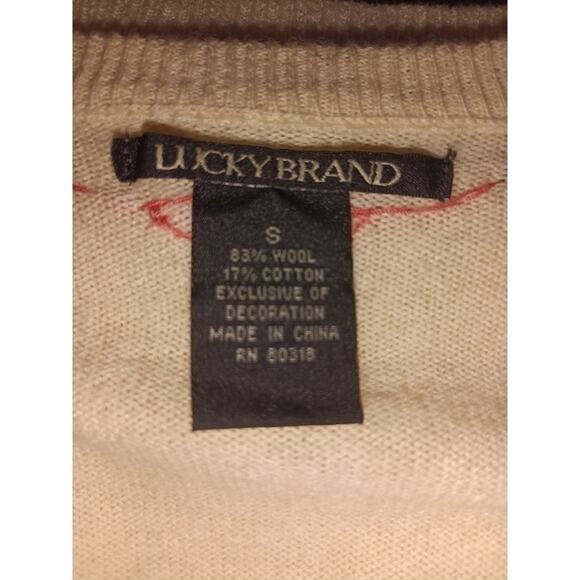 LUCKY BRAND
S
83% WOOL
17% COTTON
EXCLUSIVE OF
DECORATION
MADE IN CHINA
RN 80318